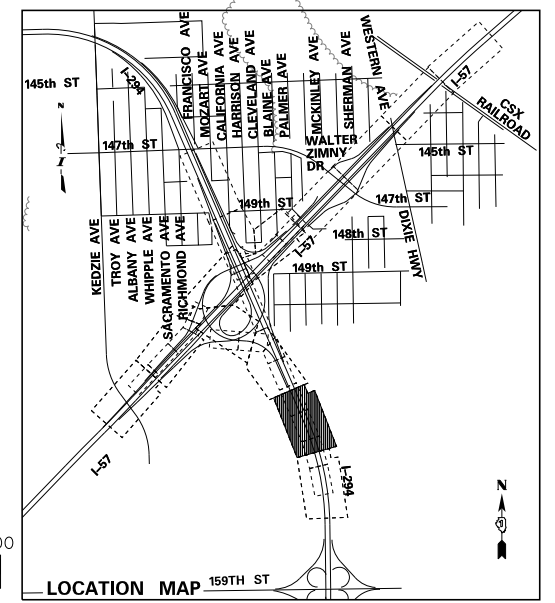 FRANCISCO AVE
MOZART AVE
CALIFORNIA AVE
HARRISON AVE
CLEVELAND AVE
BLAINE AVE
PALMER AVE
MCKINLEY AVE
SHERMAN AVE
WESTERN AVE
I-57
CSX
RAILROAD
145th ST
I-294
N
147th ST
WALTER
ZIMNY
DR
145th ST
149th ST
147th ST
148th ST
149th ST
I-57
DIXIE HWY
KEDZIE AVE
TROY AVE
ALBANY AVE
WHIPPLE AVE
SACRAMENTO AVE
RICHMOND AVE
I-57
I-294
N
00
LOCATION MAP
159TH ST